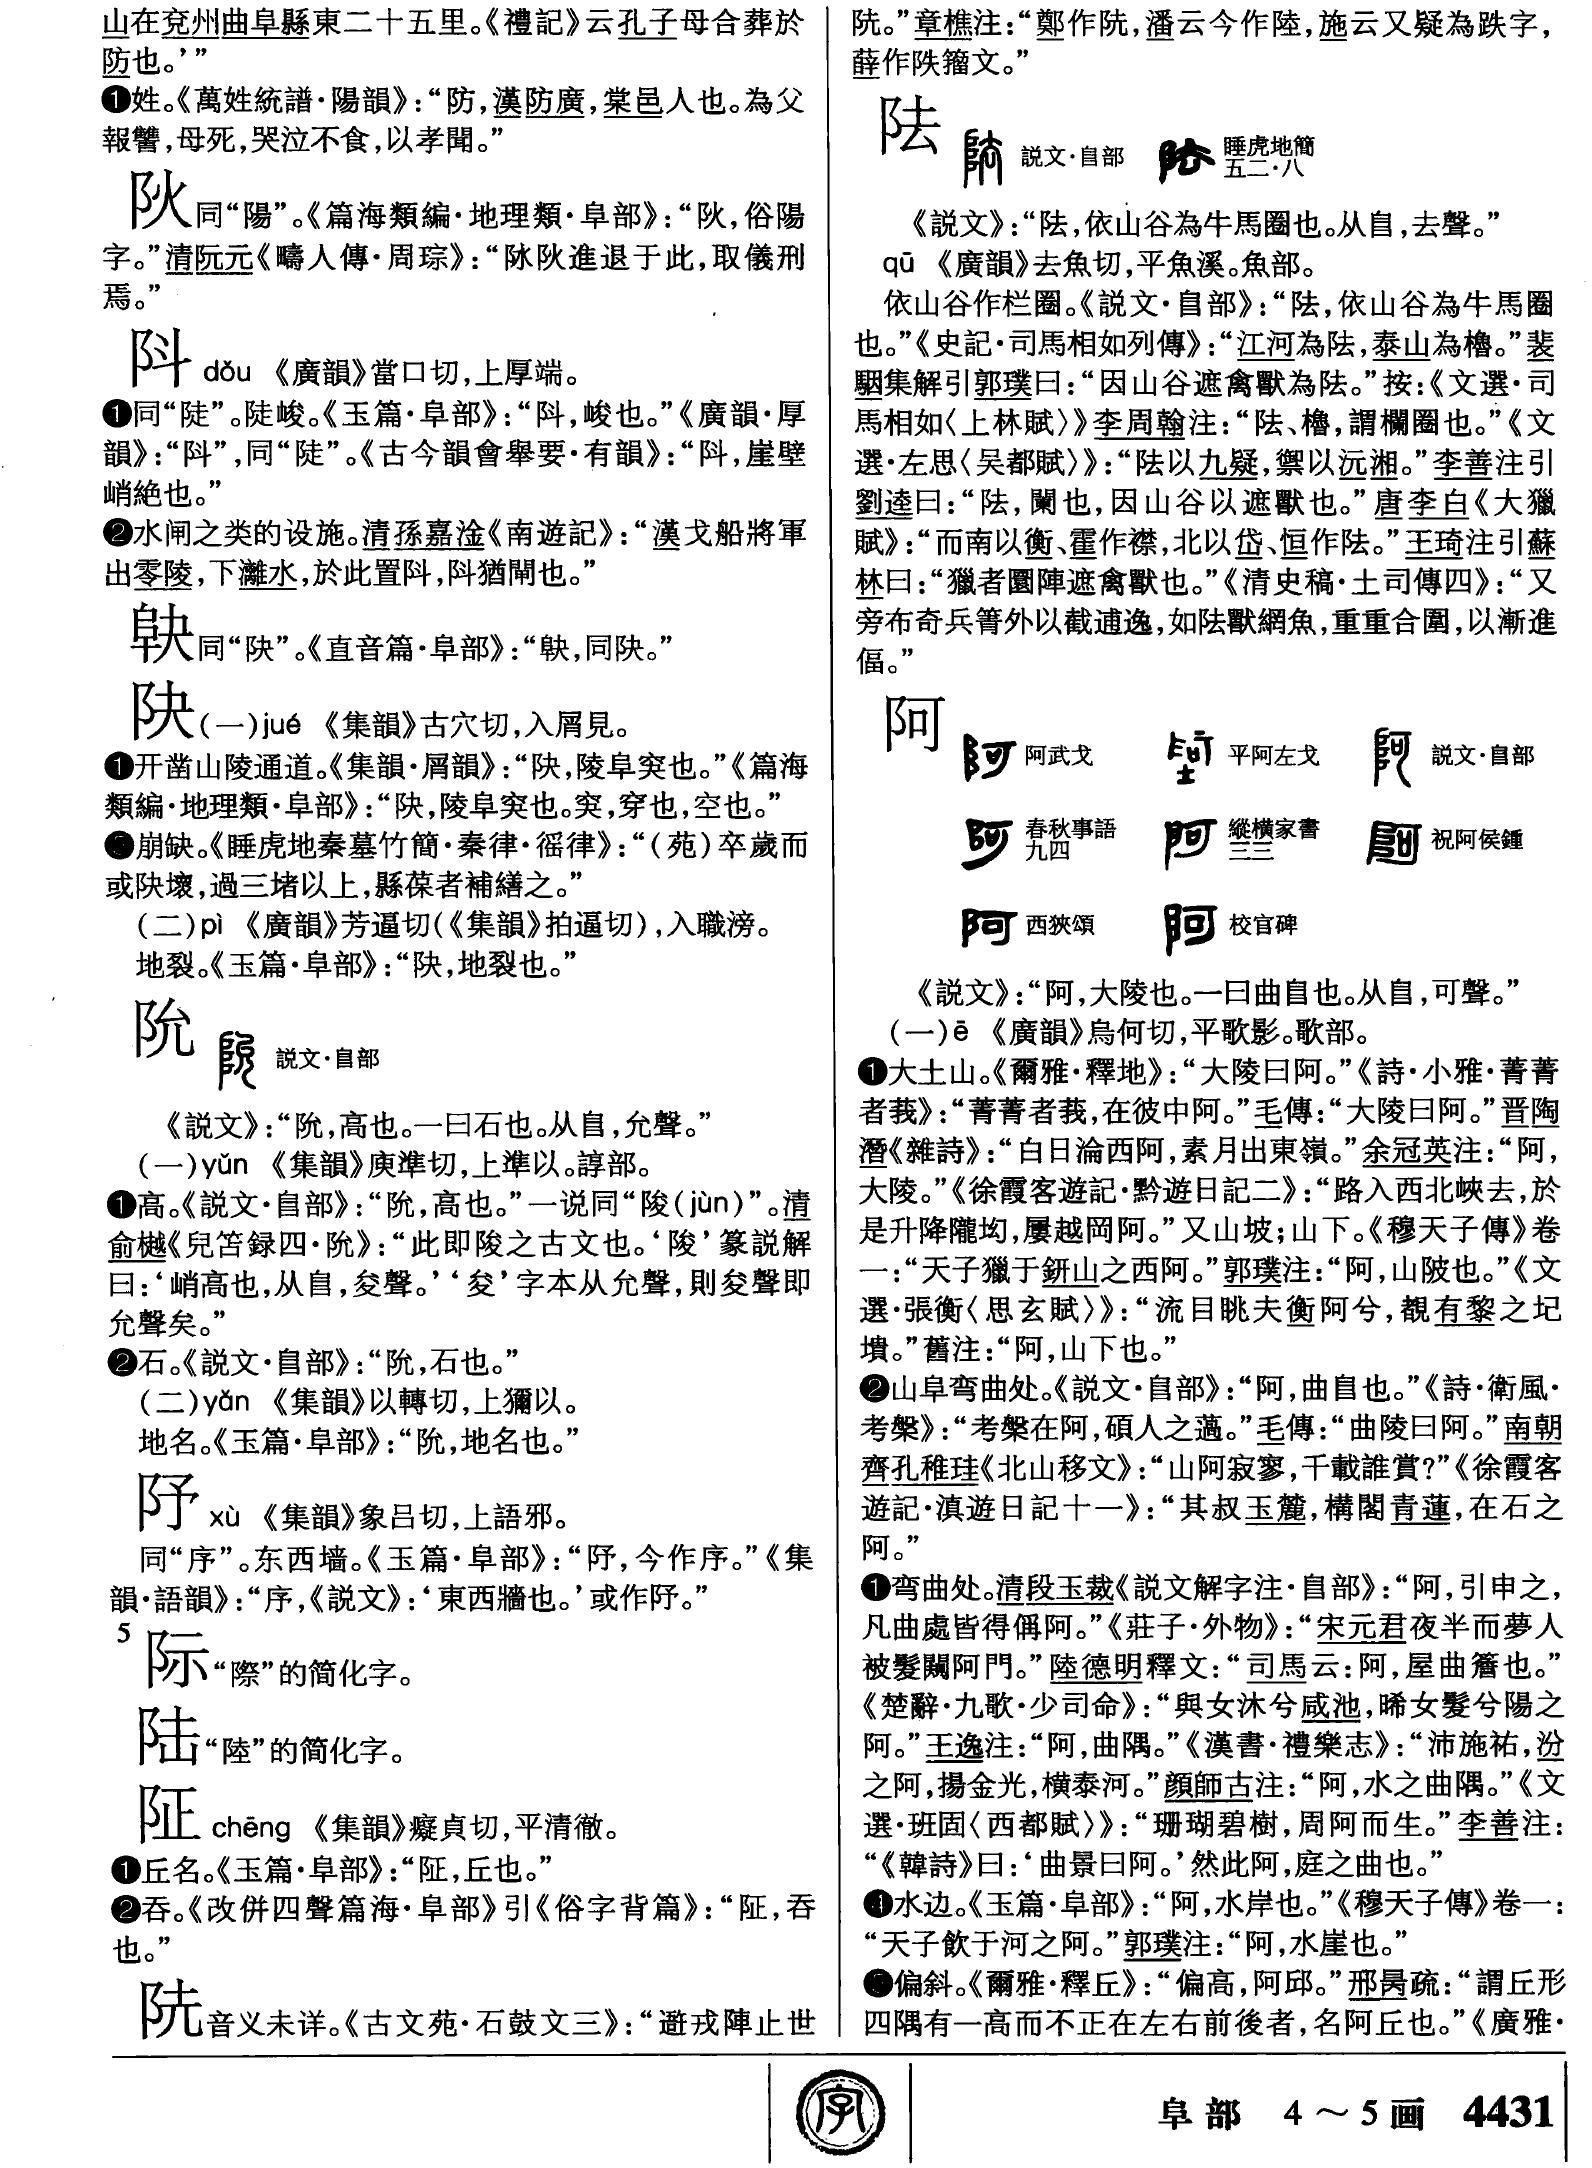 山在兗州曲阜縣東二十五里。《禮記》云孔子母合葬於
防也。’”
❶姓。《萬姓統譜·陽韻》：“防，漢防廣，棠邑人也。為父
報讐，母死，哭泣不食，以孝聞。”
阦同“陽”。《篇海類編·地理類·阜部》：“阦，俗陽
字。”清阮元《疇人傳·周琮》：“脉阦進退于此，取儀刑
焉。”
阧 dǒu 《廣韻》當口切，上厚端。
❶同“陡”。陡峻。《玉篇·阜部》：“阧，峻也。”《廣韻·厚
韻》：“阧”，同“陡”。《古今韻會舉要·有韻》：“阧，崖壁
峭絶也。”
❷水闸之类的设施。清孫嘉淦《南遊記》：“漢戈船將軍
出零陵，下灕水，於此置阧，阧猶閘也。”
同“䦼”。《直音篇·阜部》：
(一)jué 《集韻》古穴切，入屑見。
❶开凿山陵通道。《集韻·屑韻》：“䦼，陵阜突也。”《篇海
類編·地理類·阜部》：“䦼，陵阜突也。突，穿也，空也。”
崩缺。《睡虎地秦墓竹簡·秦律·徭律》：“(苑)卒歲而
或䦼壞，過三堵以上，縣葆者補繕之。”
(二)pì 《廣韻》芳逼切(《集韻》拍逼切)，入職滂。
地裂。《玉篇·阜部》：“䦼，地裂也。”
阭
説文·𨸏部
《説文》：“阭，高也。一曰石也。从𨸏，允聲。”
(一)yǔn 《集韻》庾準切，上準以。諄部。
❶高。《説文·𨸏部》：“阭，高也。”一说同“陖(jùn)”。清
俞樾《兒笘録四·阭》：“此即陖之古文也。‘陖’篆説解
曰：‘峭高也，从𨸏，夋聲。’‘夋’字本从允聲，則夋聲即
允聲矣。”
❷石。《説文·𨸏部》：“阭，石也。”
(二)yǎn 《集韻》以轉切，上獮以。
地名。《玉篇·阜部》：“阭，地名也。”
䦽 xù 《集韻》象吕切，上語邪。
同“序”。东西墙。《玉篇·阜部》：“䦽，今作序。”《集
韻·語韻》：“序，《説文》：‘東西牆也。’或作䦽。”
5
际“際”的简化字。
陆“陸”的简化字。
阷 chēng 《集韻》癡貞切，平清徹。
❶丘名。《玉篇·阜部》：“丘也。”
❷吞。《改併四聲篇海·阜部》引《俗字背篇》：“吞
也。”
音义未详。《古文苑·石鼓文三》：“避戎陣止世
阬。”章樵注：“鄭作阬，潘云今作陸，施云又疑為跌字，
薛作䟴籀文。”
阹
説文·𨸏部
睡虎地簡
五二·八
《説文》：“阹，依山谷為牛馬圈也。从𨸏，去聲。”
qū 《廣韻》去魚切，平魚溪。魚部。
依山谷作栏圈。《説文·𨸏部》：“阹，依山谷為牛馬圈
也。”《史記·司馬相如列傳》：“江河為阹，泰山為櫓。”裴
駰集解引郭璞曰：“因山谷遮禽獸為阹。”按：《文選·司
馬相如〈上林賦〉》李周翰注：“阹、櫓，謂欄圈也。”《文
選·左思〈吴都賦〉》：“阹以九疑，禦以沅湘。”李善注引
劉逵曰：“阹，闌也，因山谷以遮獸也。”唐李白《大獵
賦》：“而南以衡、霍作襟，北以岱、恒作阹。”王琦注引蘇
林曰：“獵者圜陣遮禽獸也。”《清史稿·土司傳四》：“又
旁布奇兵箐外以截逋逸，如阹獸網魚，重重合圍，以漸進
偪。”
阿
阿武戈
平阿左戈
説文·𨸏部
春秋事語
九四
縱横家書
三三
祝阿侯鍾
西狹頌
校官碑
《説文》：“阿，大陵也。一曰曲𨸏也。从𨸏，可聲。”
(一)ē 《廣韻》烏何切，平歌影。歌部。
❶大土山。《爾雅·釋地》：“大陵曰阿。”《詩·小雅·菁菁
者莪》：“菁菁者莪，在彼中阿。”毛傳：“大陵曰阿。”晋陶
潛《雜詩》：“白日淪西阿，素月出東嶺。”余冠英注：“阿，
大陵。”《徐霞客遊記·黔遊日記二》：“路入西北峽去，於
是升降隴坳，屢越岡阿。”又山坡；山下。《穆天子傳》卷
一：“天子獵于鈃山之西阿。”郭璞注：“阿，山陂也。”《文
選·張衡〈思玄賦〉》：“流目眺夫衡阿兮，覩有黎之圮
墳。”舊注：“阿，山下也。”
❷山阜弯曲处。《説文·𨸏部》：“阿，曲𨸏也。”《詩·衛風·
考槃》：“考槃在阿，碩人之薖。”毛傳：“曲陵曰阿。”南朝
齊孔稚珪《北山移文》：“山阿寂寥，千載誰賞？”《徐霞客
遊記·滇遊日記十一》：“其叔玉麓，構閣青蓮，在石之
阿。”
❶弯曲处。清段玉裁《説文解字注·𨸏部》：“阿，引申之，
凡曲處皆得偁阿。”《莊子·外物》：“宋元君夜半而夢人
被髮闚阿門。”陸德明釋文：“司馬云：阿，屋曲簷也。”
《楚辭·九歌·少司命》：“與女沐兮咸池，晞女髮兮陽之
阿。”王逸注：“阿，曲隅。”《漢書·禮樂志》：“沛施祐，汾
之阿，揚金光，横泰河。”顔師古注：“阿，水之曲隅。”《文
選·班固〈西都賦〉》：“珊瑚碧樹，周阿而生。”李善注：
“《韓詩》曰：‘曲景曰阿。’然此阿，庭之曲也。”
❹水边。《玉篇·阜部》：“阿，水岸也。”《穆天子傳》卷一：
“天子飲于河之阿。”郭璞注：“阿，水崖也。”
偏斜。《爾雅·釋丘》：“偏高，阿邱。”邢昺疏：“謂丘形
四隅有一高而不正在左右前後者，名阿丘也。”《廣雅·
字
阜部 4～5画 4431